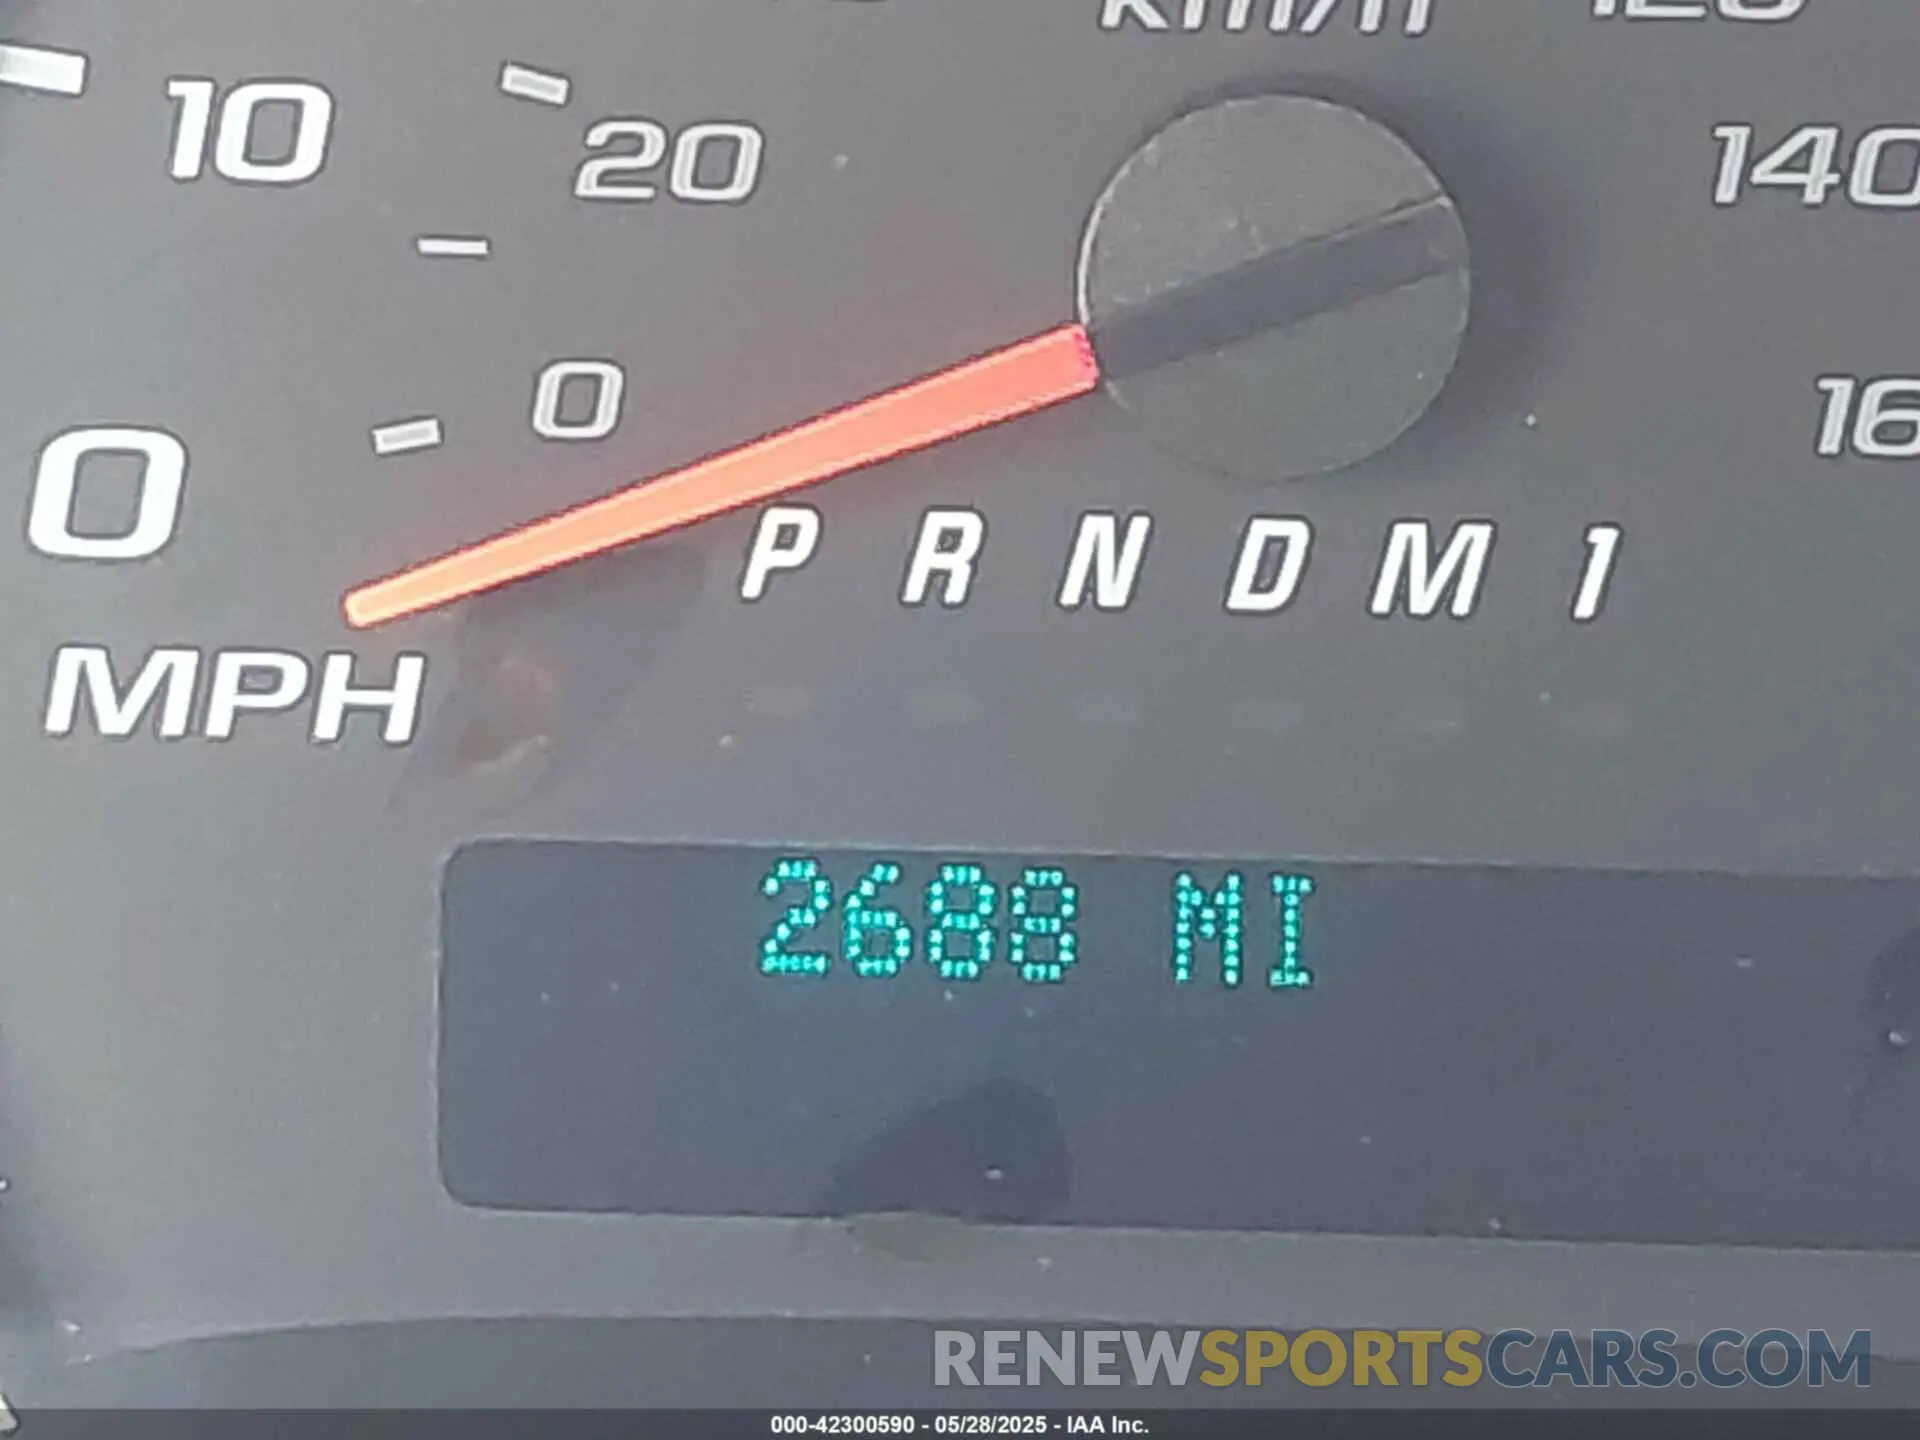 km/h 120
10 20 140
0 0 16
P R N D M 1
MPH
2688 MI
RENEWSPORTSCARS.COM
000-42300590 - 05/28/2025 - IAA Inc.